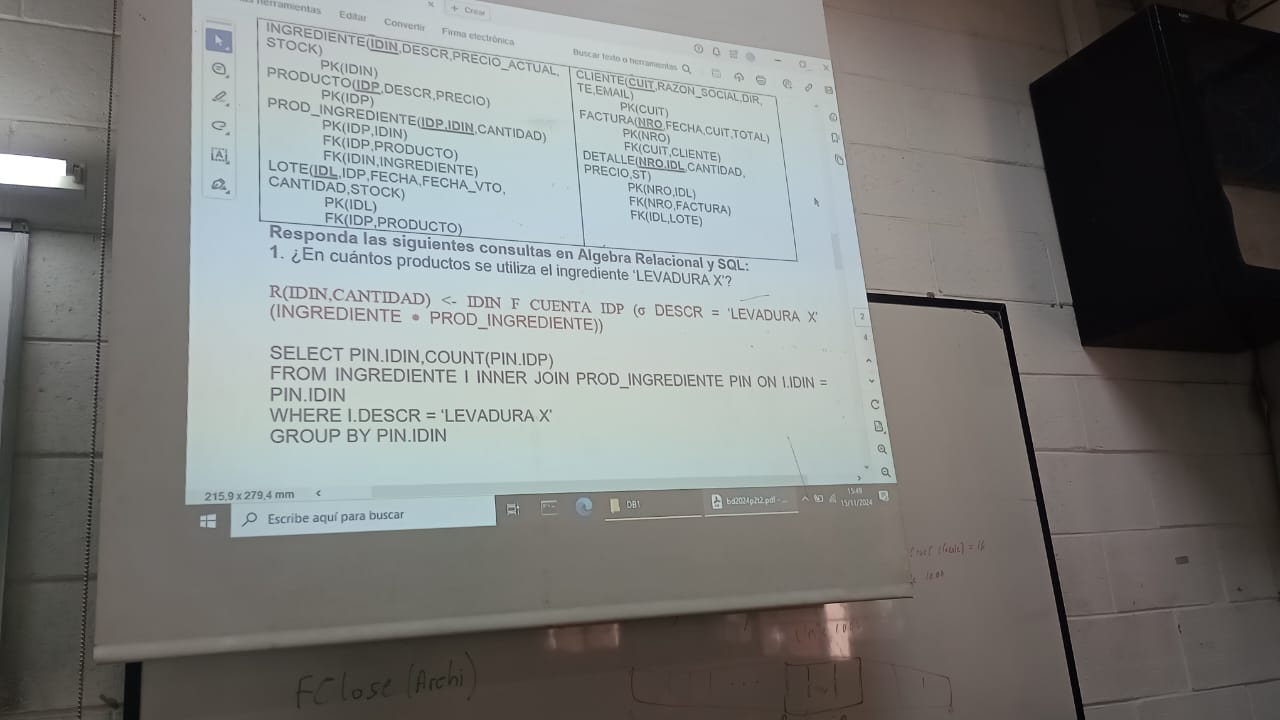 herramientas Editar Convertir Firma electrónica
+ Crear
Buscar texto o herramientas
INGREDIENTE(IDIN,DESCR,PRECIO_ACTUAL,
STOCK)
PK(IDIN)
PRODUCTO(IDP,DESCR,PRECIO)
PK(IDP)
PROD_INGREDIENTE(IDP,IDIN,CANTIDAD)
PK(IDP,IDIN)
FK(IDP,PRODUCTO)
FK(IDIN,INGREDIENTE)
LOTE(IDL,IDP,FECHA,FECHA_VTO,
CANTIDAD,STOCK)
PK(IDL)
FK(IDP,PRODUCTO)
CLIENTE(CUIT,RAZON_SOCIAL,DIR,
TE,EMAIL)
PK(CUIT)
FACTURA(NRO,FECHA,CUIT,TOTAL)
PK(NRO)
FK(CUIT,CLIENTE)
DETALLE(NRO,IDL,CANTIDAD,
PRECIO,ST)
PK(NRO,IDL)
FK(NRO,FACTURA)
FK(IDL,LOTE)
Responda las siguientes consultas en Algebra Relacional y SQL:
1. ¿En cuántos productos se utiliza el ingrediente ‘LEVADURA X’?
R(IDIN,CANTIDAD) <- IDIN F CUENTA IDP (σ DESCR = ‘LEVADURA X’
(INGREDIENTE * PROD_INGREDIENTE))
SELECT PIN.IDIN,COUNT(PIN.IDP)
FROM INGREDIENTE I INNER JOIN PROD_INGREDIENTE PIN ON I.IDIN =
PIN.IDIN
WHERE I.DESCR = ‘LEVADURA X’
GROUP BY PIN.IDIN
2
4
215,9 x 279,4 mm
Escribe aquí para buscar
DB1
bd2024p2t2.pdf - ...
15:49
15/11/2024
FClose (Archi)